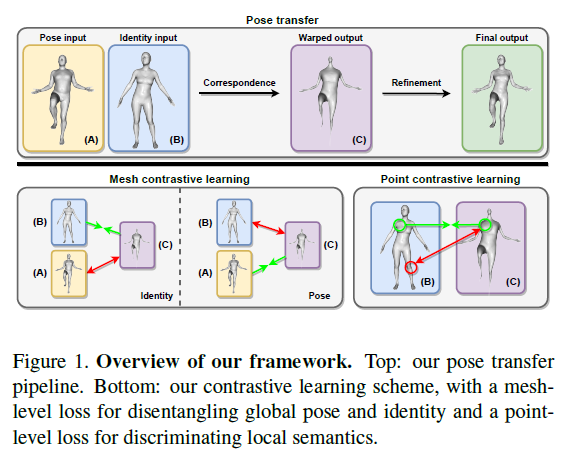 Pose transfer
Pose input Identity input Warped output Final output
Correspondence Refinement
(A) (B) (C)
Mesh contrastive learning Point contrastive learning
(B) (B)
(C) (C)
(A) (A)
Identity Pose
(B) (C)
Figure 1. Overview of our framework. Top: our pose transfer
pipeline. Bottom: our contrastive learning scheme, with a mesh-
level loss for disentangling global pose and identity and a point-
level loss for discriminating local semantics.